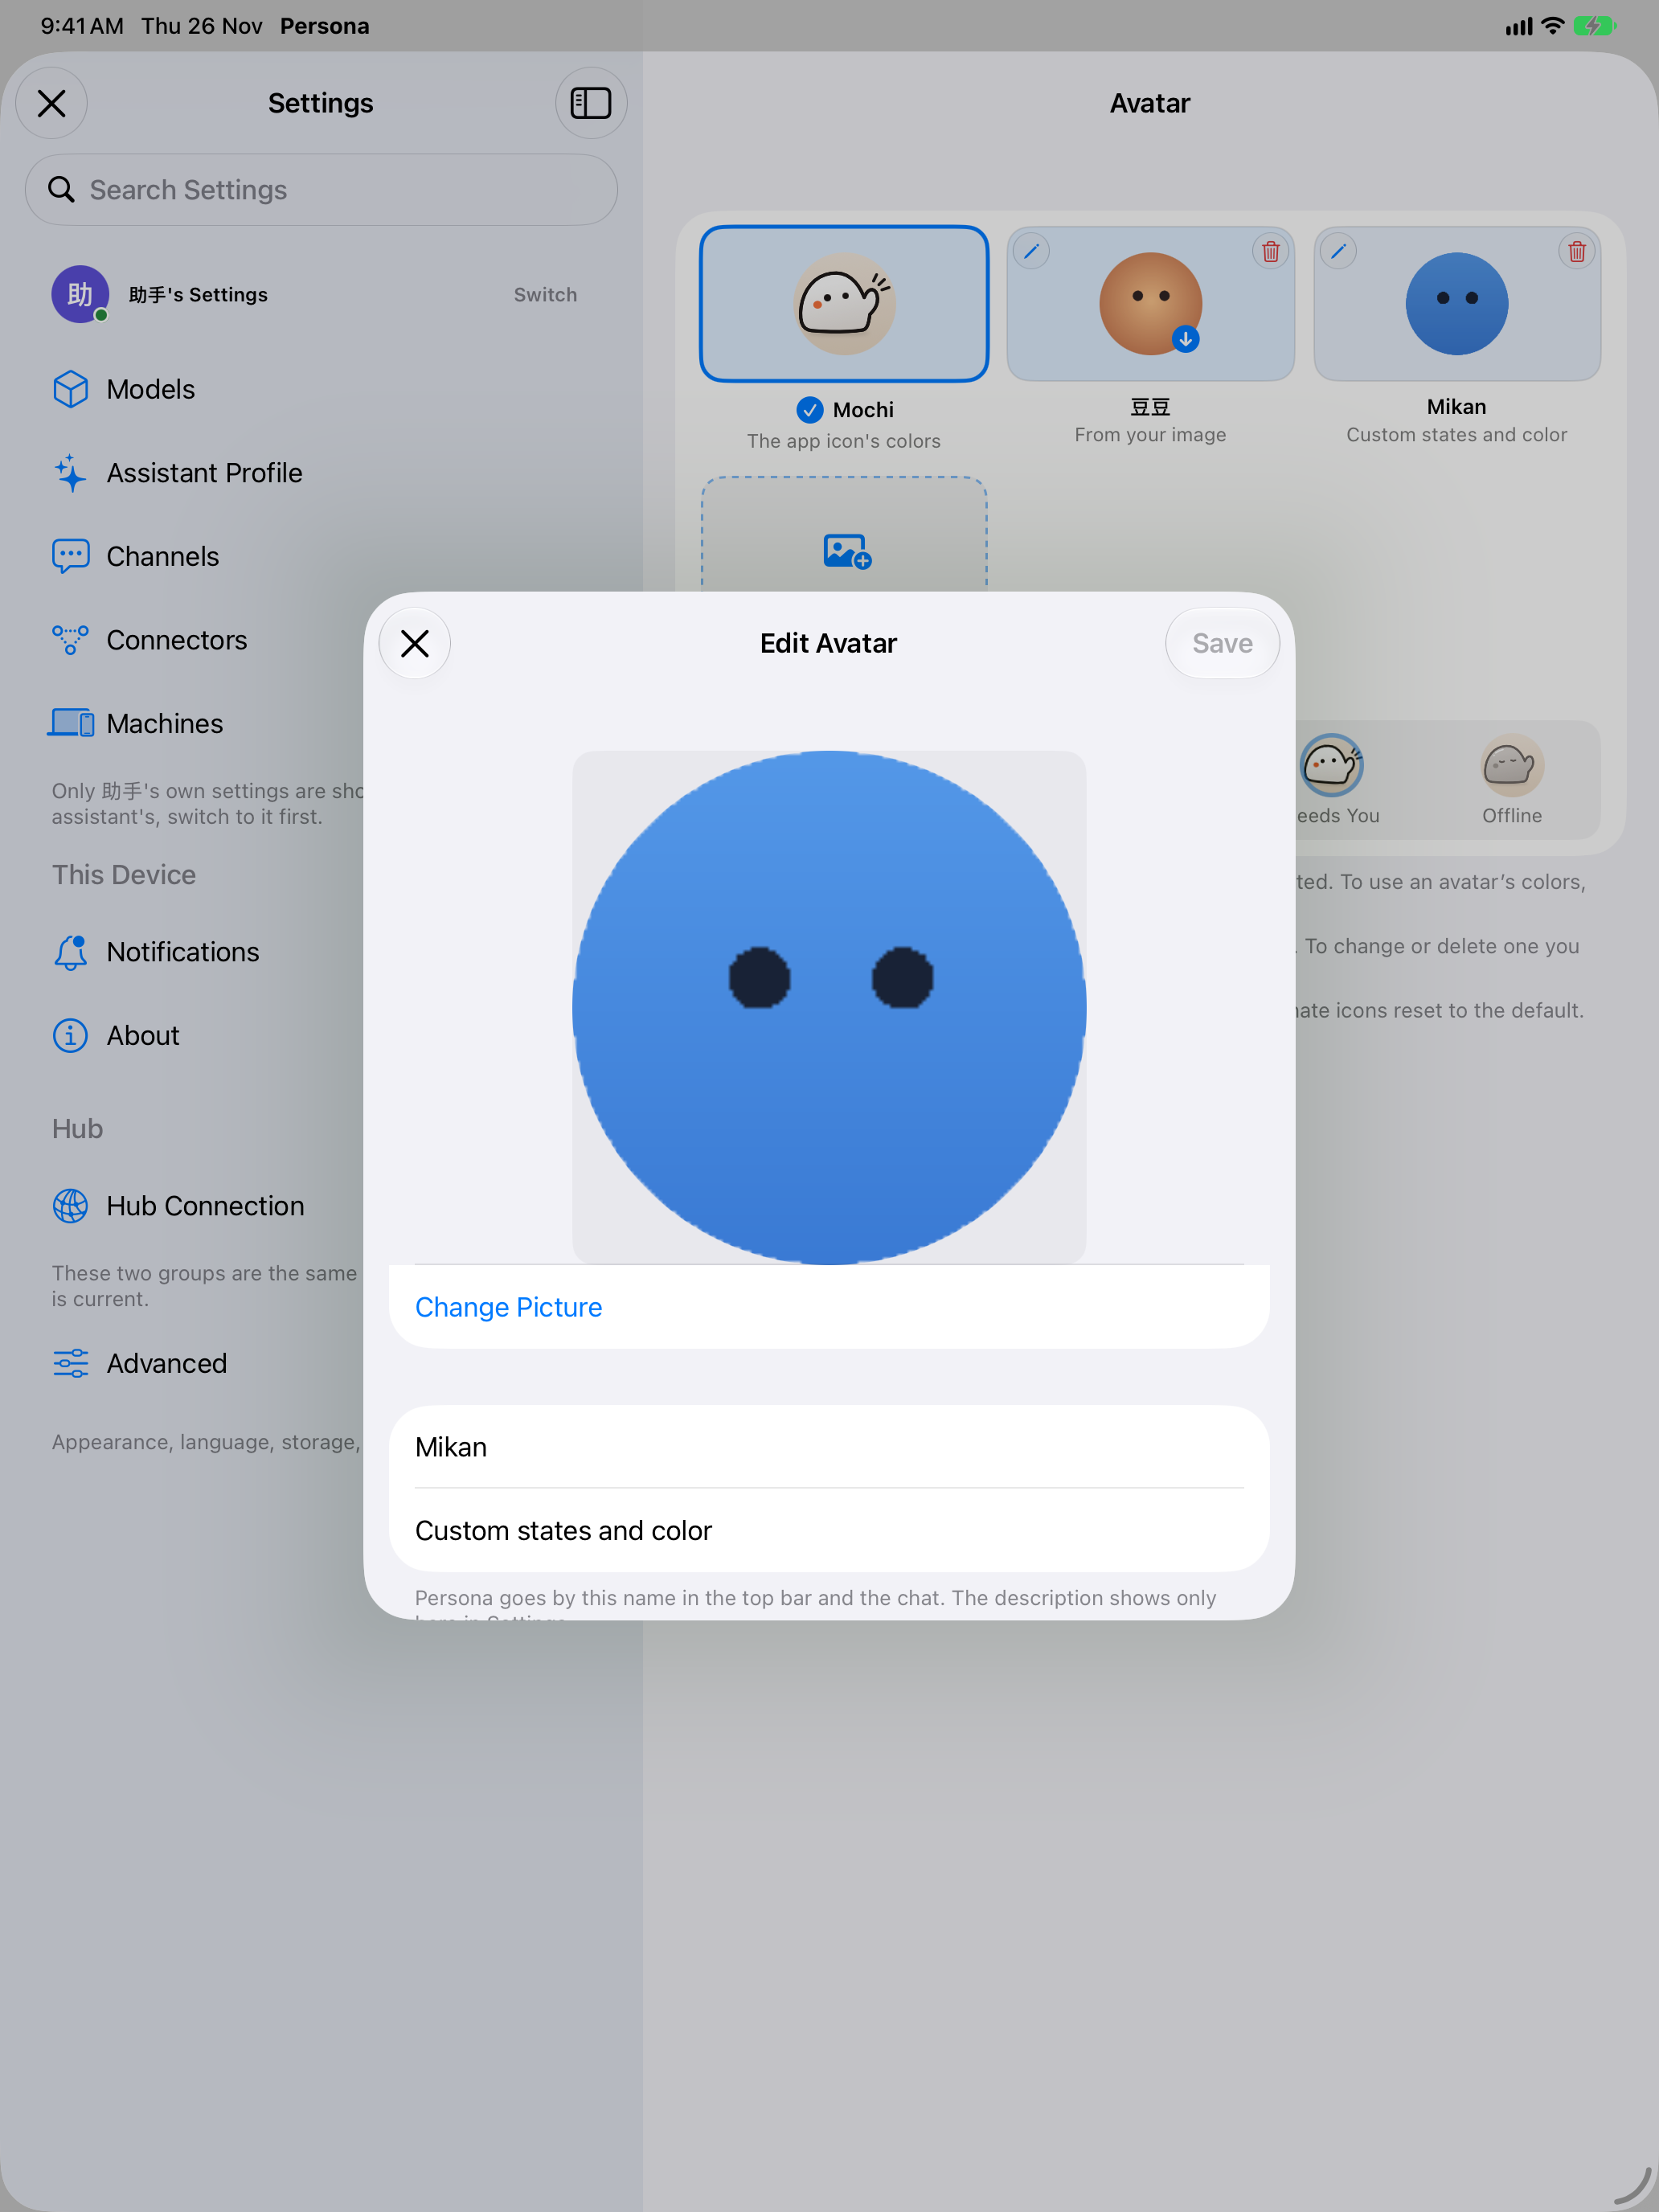 9:41 AM Thu 26 Nov Persona
Settings
Search Settings
助
助手's Settings
Switch
Models
Assistant Profile
Channels
Connectors
Machines
Only 助手's own settings are
assistant's, switch to it first.
This Device
Notifications
About
Hub
Hub Connection
These two groups are the same
is current.
Advanced
Appearance, language, storage,
Avatar
Mochi
The app icon's colors
豆豆
From your image
Mikan
Custom states and color
You
Offline
To use an avatar’s colors,
To change or delete one you
icons reset to the default.
Edit Avatar
Save
Change Picture
Mikan
Custom states and color
Persona goes by this name in the top bar and the chat. The description shows only